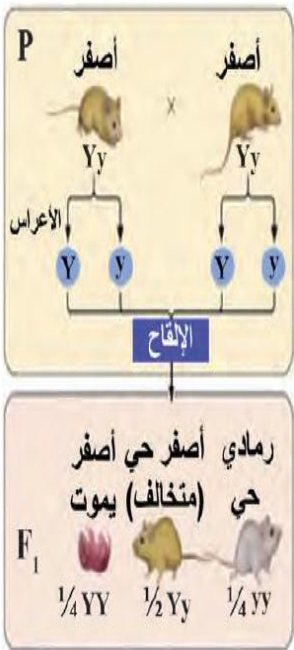 P
أصفر أصفر
×
Yy Yy
الأعراس
Y y Y y
الإلقاح
رمادي أصفر حي أصفر
حي (متخالف) يموت
F₁
¼ YY ½ Yy ¼ yy